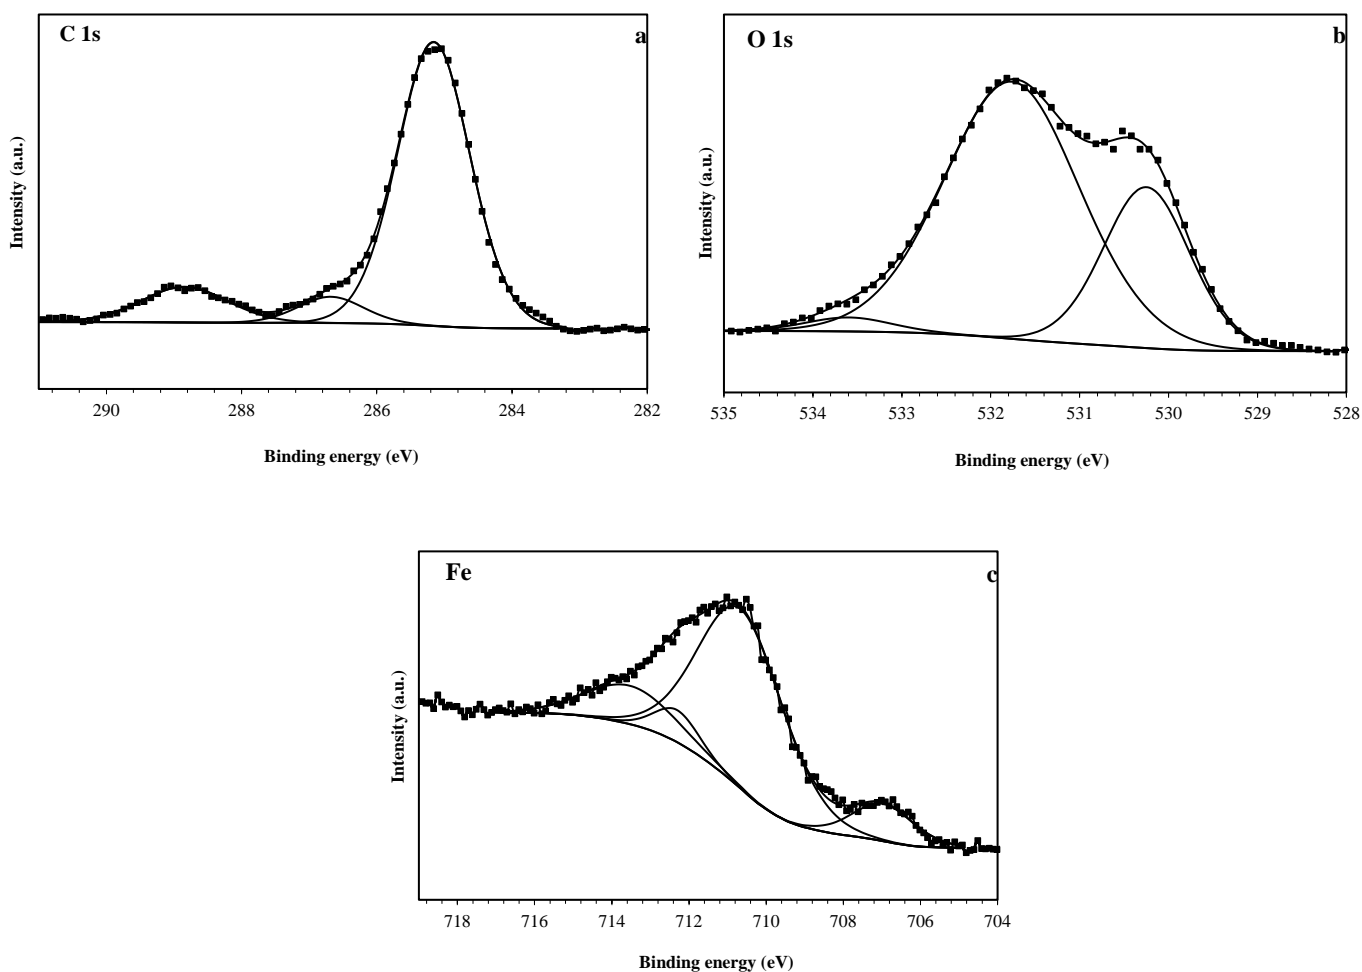 C 1s
a
Intensity (a.u.)
290 288 286 284 282
Binding energy (eV)
O 1s
b
Intensity (a.u.)
535 534 533 532 531 530 529 528
Binding energy (eV)
Fe
c
Intensity (a.u.)
718 716 714 712 710 708 706 704
Binding energy (eV)